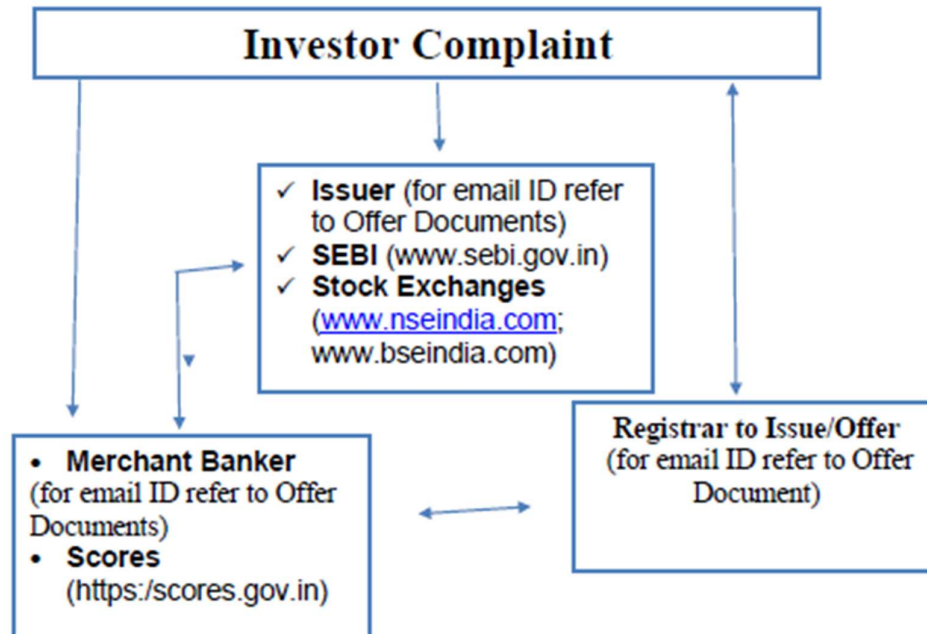 Investor Complaint
✓ Issuer (for email ID refer
to Offer Documents)
✓ SEBI (www.sebi.gov.in)
✓ Stock Exchanges
(www.nseindia.com;
www.bseindia.com)
• Merchant Banker
(for email ID refer to Offer
Documents)
• Scores
(https:/scores.gov.in)
Registrar to Issue/Offer
(for email ID refer to Offer
Document)